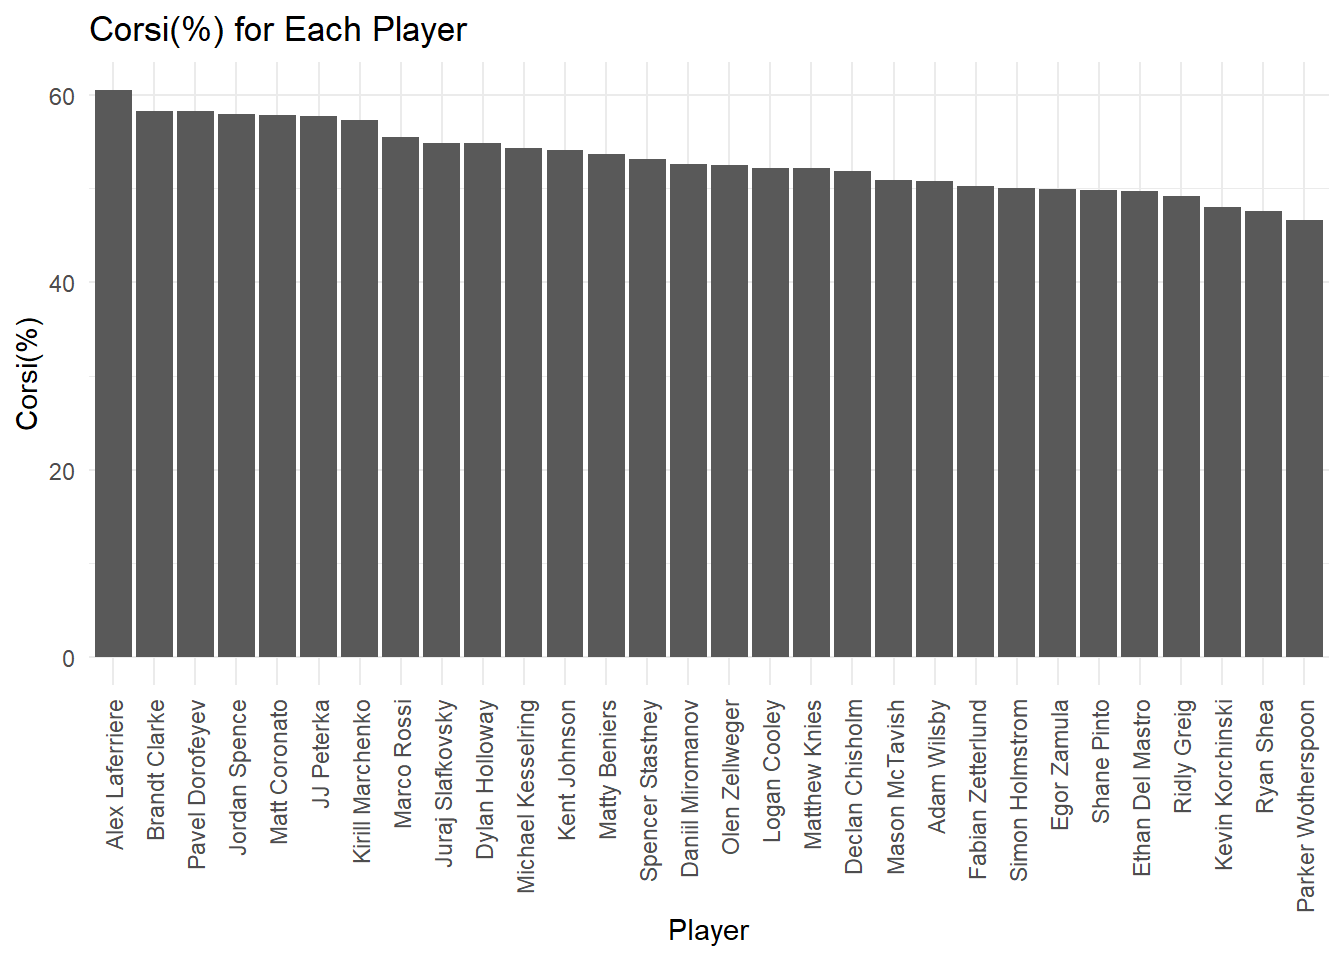 Corsi(%) for Each Player
Corsi(%)
60
40
20
0
Alex Laferriere
Brandt Clarke
Pavel Dorofeyev
Jordan Spence
Matt Coronato
JJ Peterka
Kirill Marchenko
Marco Rossi
Juraj Slafkovsky
Dylan Holloway
Michael Kesselring
Kent Johnson
Matty Beniers
Spencer Stastney
Daniil Miromanov
Olen Zellweger
Logan Cooley
Matthew Knies
Declan Chisholm
Mason McTavish
Adam Wilsby
Fabian Zetterlund
Simon Holmstrom
Egor Zamula
Shane Pinto
Ethan Del Mastro
Ridly Greig
Kevin Korchinski
Ryan Shea
Parker Wotherspoon
Player